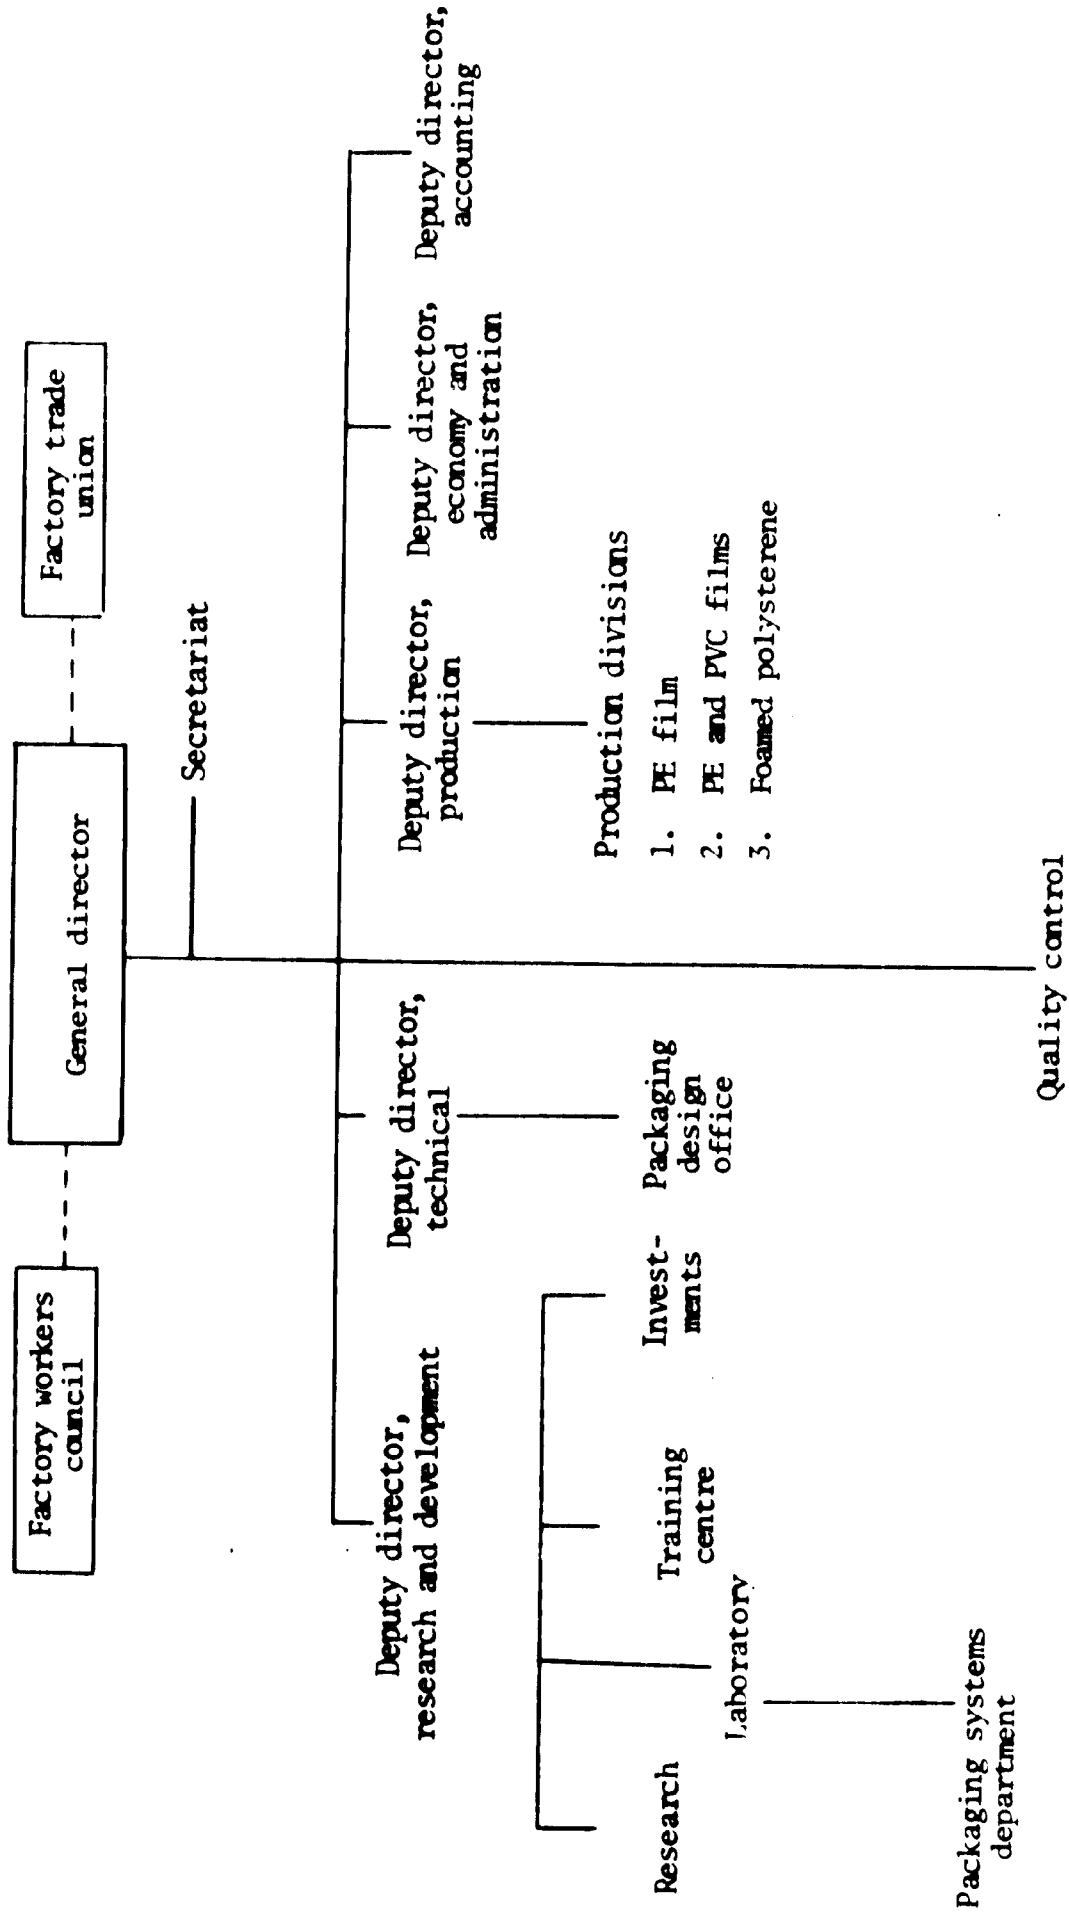 Factory workers
council
General director
Factory trade
union
Secretariat
Deputy director,
research and development
Deputy director,
technical
Deputy director,
production
Deputy director,
economy and
administration
Deputy director,
accounting
Research
Laboratory
Training
centre
Invest-
ments
Packaging
design
office
Production divisions
1. PE film
2. PE and PVC films
3. Foamed polysterene
Packaging systems
department
Quality control